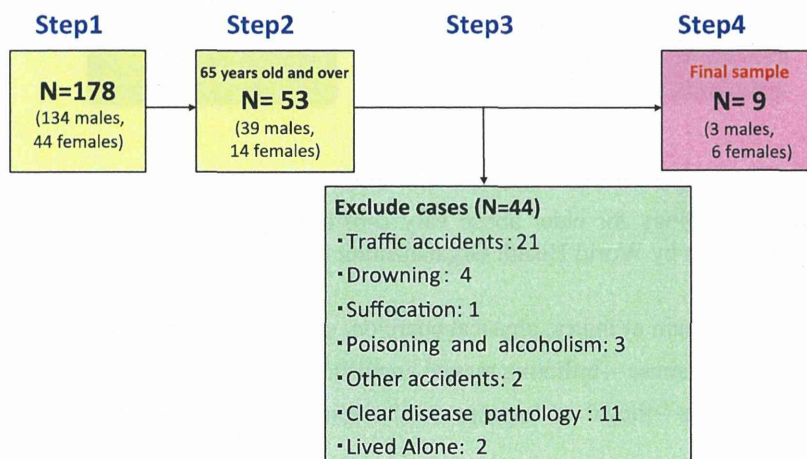 Step1 Step2 Step3 Step4
N=178
(134 males,
44 females)
65 years old and over
N= 53
(39 males,
14 females)
Final sample
N= 9
(3 males,
6 females)
Exclude cases (N=44)
・Traffic accidents: 21
・Drowning: 4
・Suffocation: 1
・Poisoning and alcoholism: 3
・Other accidents: 2
・Clear disease pathology : 11
・Lived Alone: 2